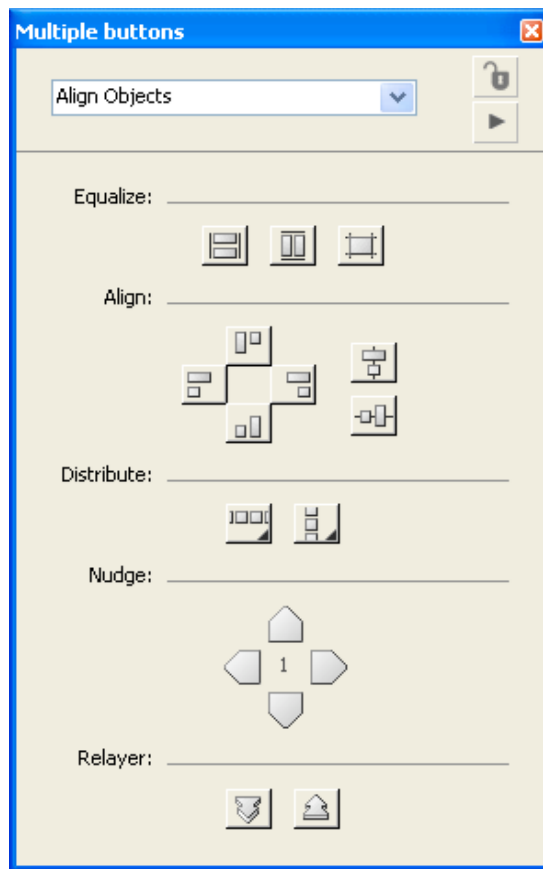 Multiple buttons
Align Objects
Equalize:
Align:
Distribute:
Nudge:
1
Relayer: